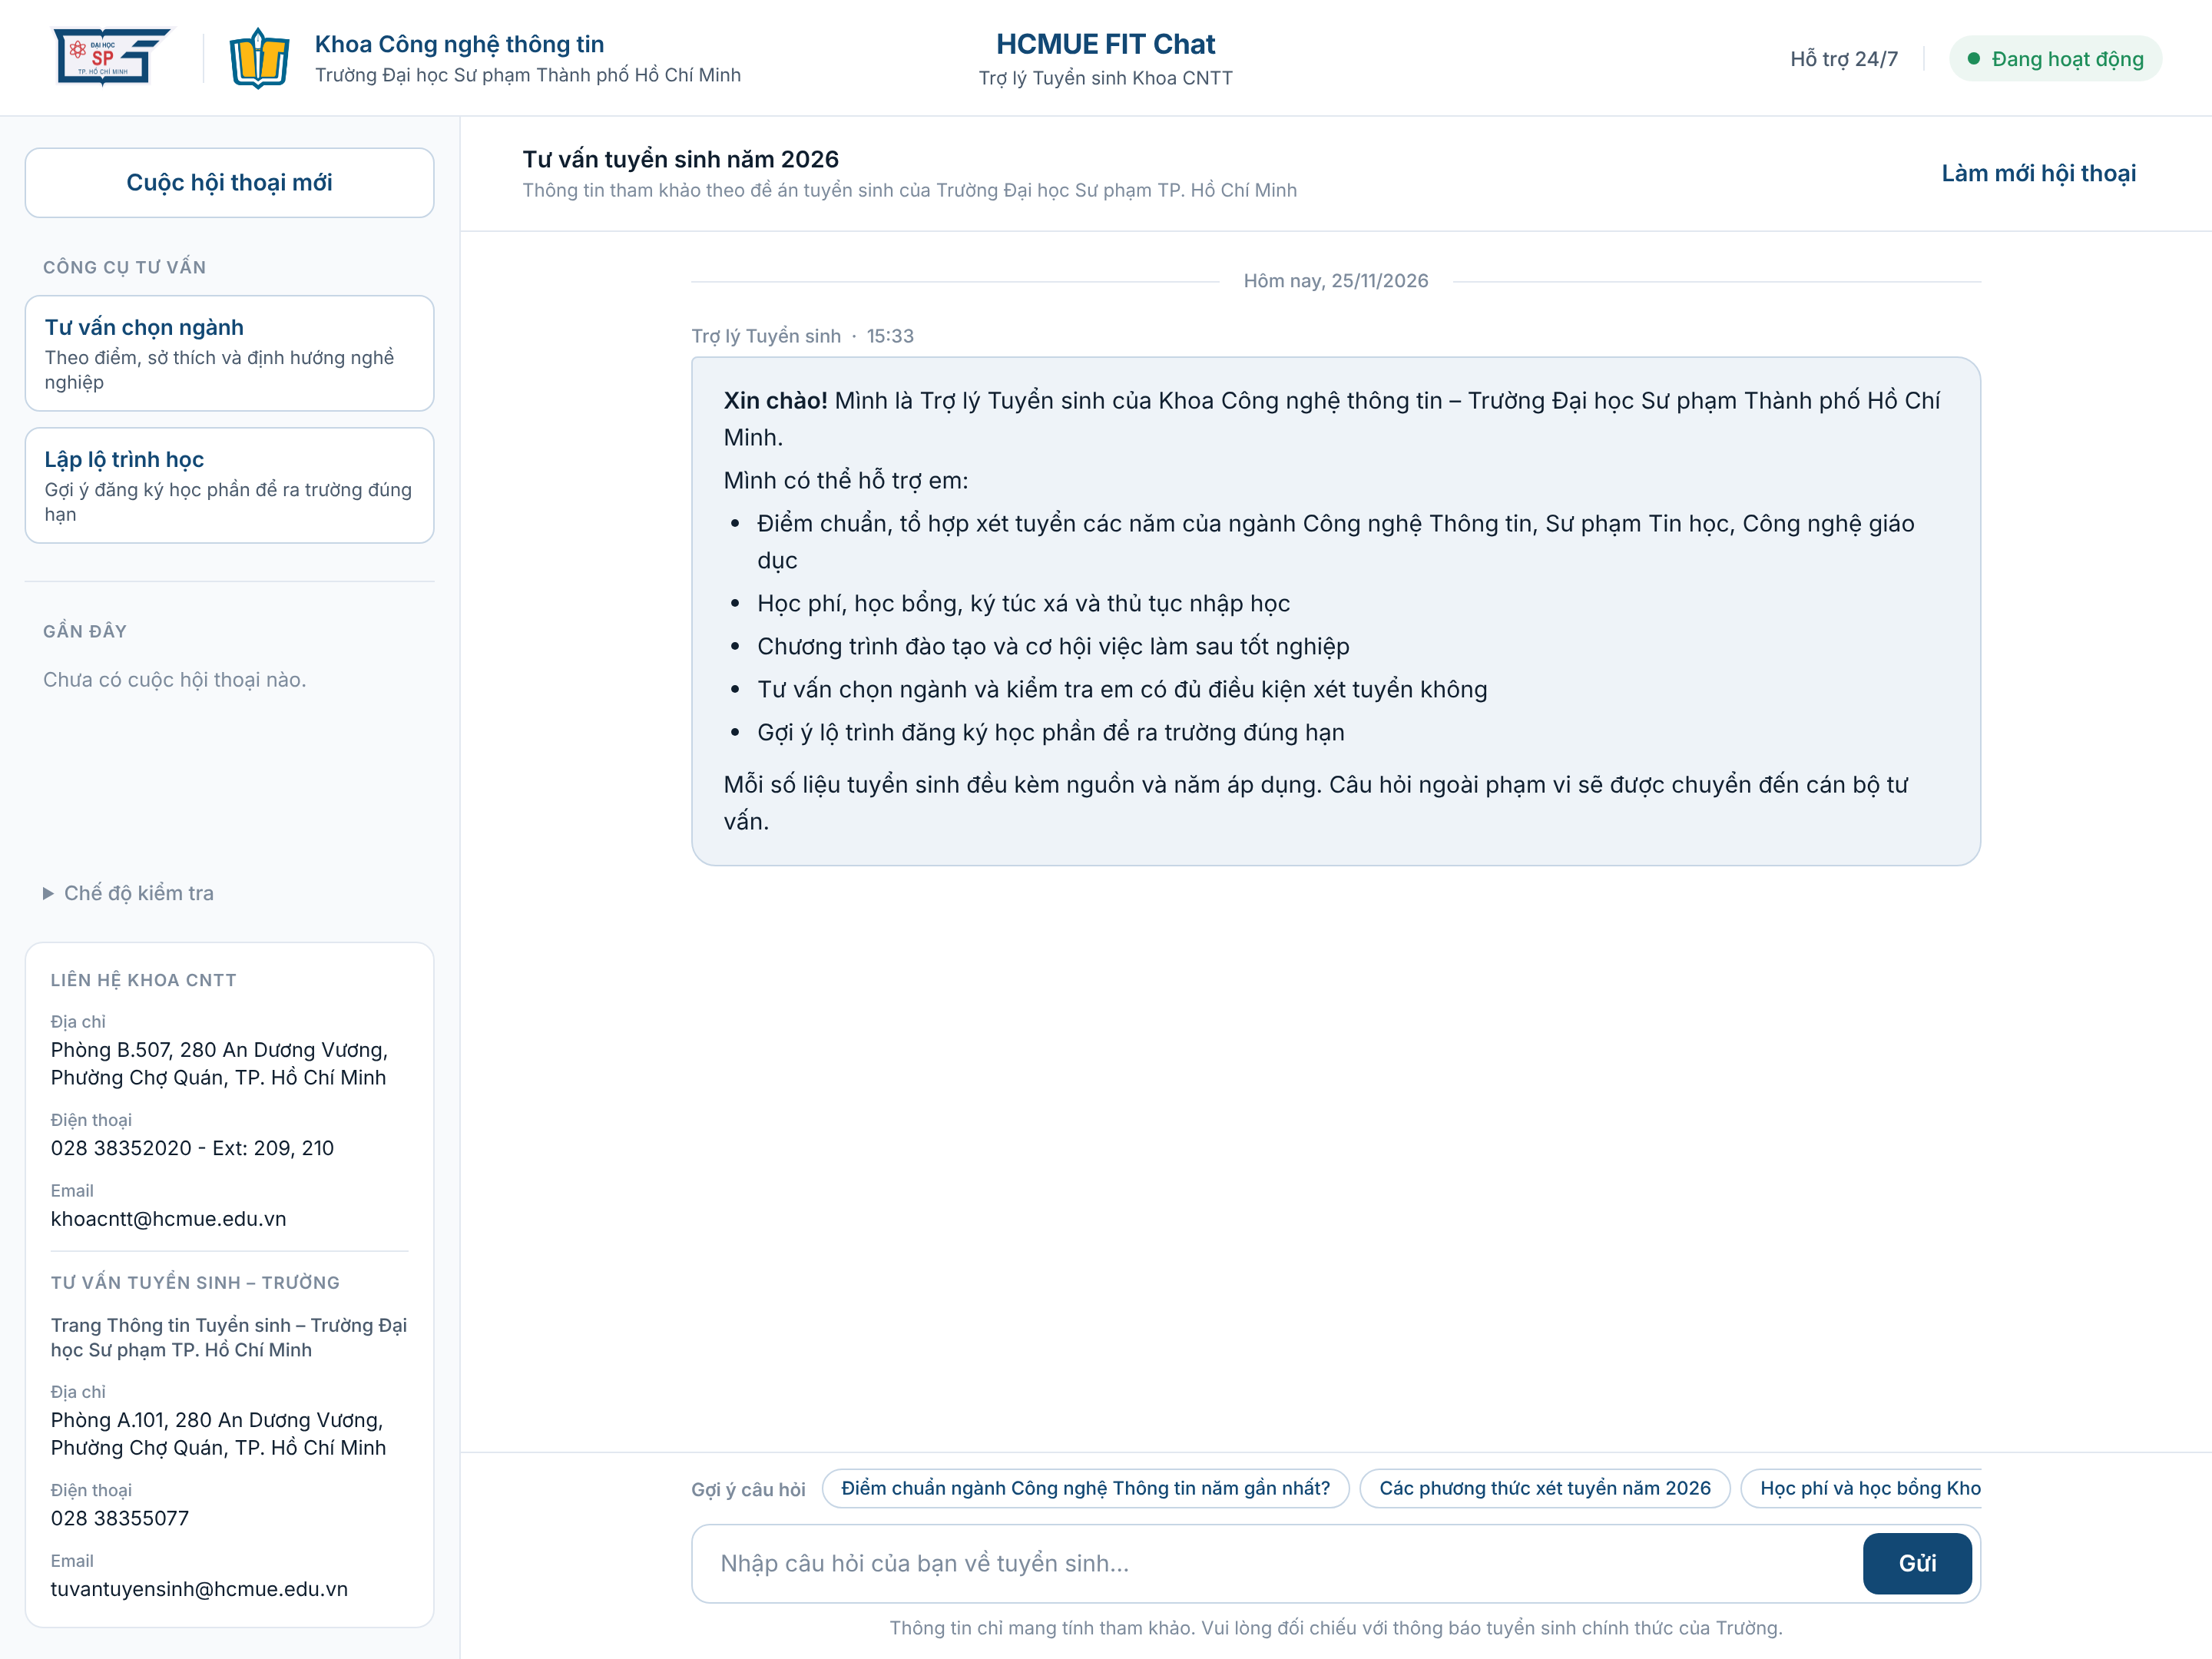 ĐẠI HỌC
SP
TP. HỒ CHÍ MINH
Khoa Công nghệ thông tin
Trường Đại học Sư phạm Thành phố Hồ Chí Minh
HCMUE FIT Chat
Trợ lý Tuyển sinh Khoa CNTT
Hỗ trợ 24/7
Đang hoạt động
Cuộc hội thoại mới
CÔNG CỤ TƯ VẤN
Tư vấn chọn ngành
Theo điểm, sở thích và định hướng nghề
nghiệp
Lập lộ trình học
Gợi ý đăng ký học phần để ra trường đúng
hạn
GẦN ĐÂY
Chưa có cuộc hội thoại nào.
Chế độ kiểm tra
LIÊN HỆ KHOA CNTT
Địa chỉ
Phòng B.507, 280 An Dương Vương,
Phường Chợ Quán, TP. Hồ Chí Minh
Điện thoại
028 38352020 - Ext: 209, 210
Email
khoacntt@hcmue.edu.vn
TƯ VẤN TUYỂN SINH – TRƯỜNG
Trang Thông tin Tuyển sinh – Trường Đại
học Sư phạm TP. Hồ Chí Minh
Địa chỉ
Phòng A.101, 280 An Dương Vương,
Phường Chợ Quán, TP. Hồ Chí Minh
Điện thoại
028 38355077
Email
tuvantuyensinh@hcmue.edu.vn
Tư vấn tuyển sinh năm 2026
Thông tin tham khảo theo đề án tuyển sinh của Trường Đại học Sư phạm TP. Hồ Chí Minh
Làm mới hội thoại
Hôm nay, 25/11/2026
Trợ lý Tuyển sinh · 15:33
Xin chào! Mình là Trợ lý Tuyển sinh của Khoa Công nghệ thông tin – Trường Đại học Sư phạm Thành phố Hồ Chí
Minh.
Mình có thể hỗ trợ em:
• Điểm chuẩn, tổ hợp xét tuyển các năm của ngành Công nghệ Thông tin, Sư phạm Tin học, Công nghệ giáo
dục
• Học phí, học bổng, ký túc xá và thủ tục nhập học
• Chương trình đào tạo và cơ hội việc làm sau tốt nghiệp
• Tư vấn chọn ngành và kiểm tra em có đủ điều kiện xét tuyển không
• Gợi ý lộ trình đăng ký học phần để ra trường đúng hạn
Mỗi số liệu tuyển sinh đều kèm nguồn và năm áp dụng. Câu hỏi ngoài phạm vi sẽ được chuyển đến cán bộ tư
vấn.
Gợi ý câu hỏi
Điểm chuẩn ngành Công nghệ Thông tin năm gần nhất?
Các phương thức xét tuyển năm 2026
Học phí và học bổng Kho
Nhập câu hỏi của bạn về tuyển sinh...
Gửi
Thông tin chỉ mang tính tham khảo. Vui lòng đối chiếu với thông báo tuyển sinh chính thức của Trường.